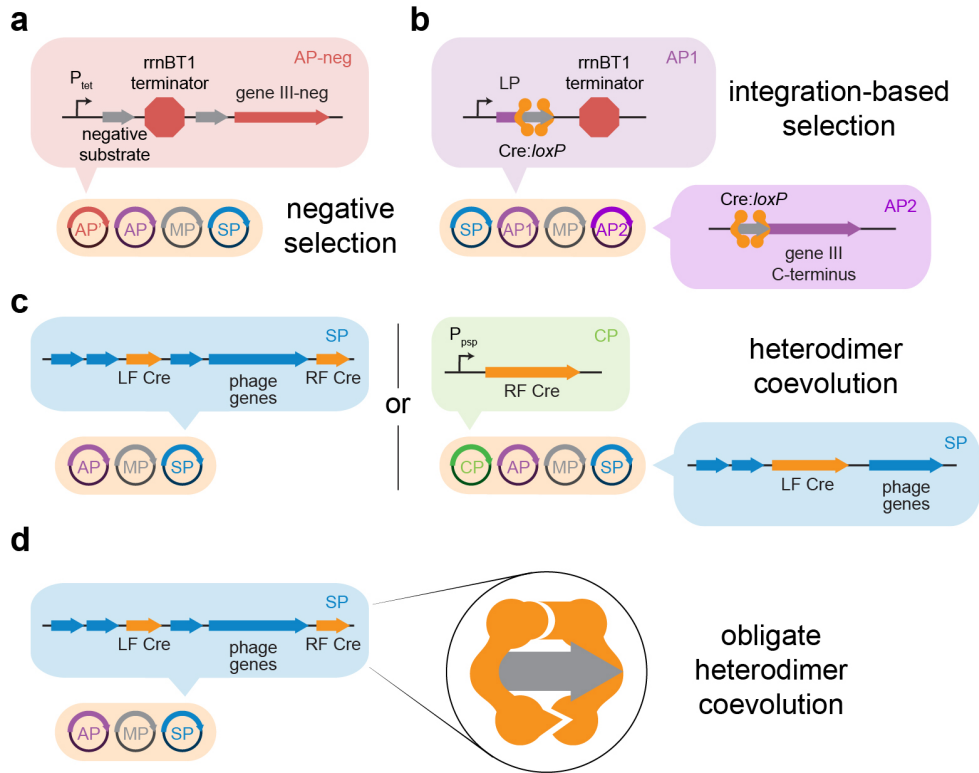 a
AP-neg
P tet
rrnBT1
terminator
gene III-neg
negative
substrate
AP'
AP
MP
SP
negative
selection
b
AP1
LP
rrnBT1
terminator
Cre:loxP
integration-based
selection
SP
AP1
MP
AP2
Cre:loxP
AP2
gene III
C-terminus
c
SP
LF Cre
phage
genes
RF Cre
AP
MP
SP
or
P psp
CP
RF Cre
CP
AP
MP
SP
heterodimer
coevolution
SP
LF Cre
phage
genes
d
SP
LF Cre
phage
genes
RF Cre
AP
MP
SP
obligate
heterodimer
coevolution